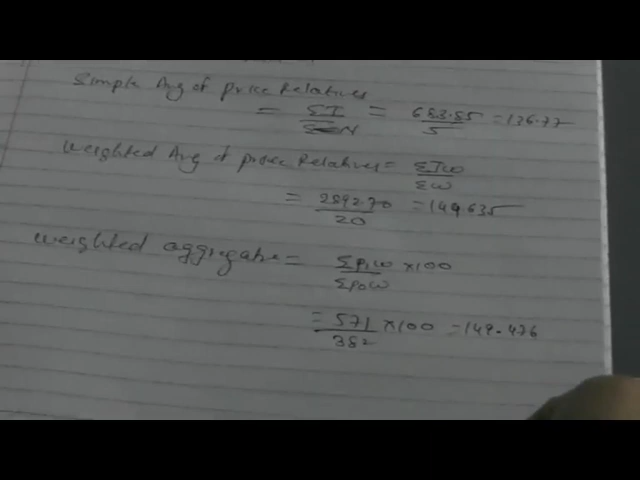 Simple Avg of price Relatives
= ΣI/N = 683.85/5 = 136.77
Weighted Avg of price Relatives = ΣIw/Σw
= 2892.70/20 = 149.635
Weighted aggregate = Σp₁w/Σp₀w ×100
= 571/382 ×100 = 149.476